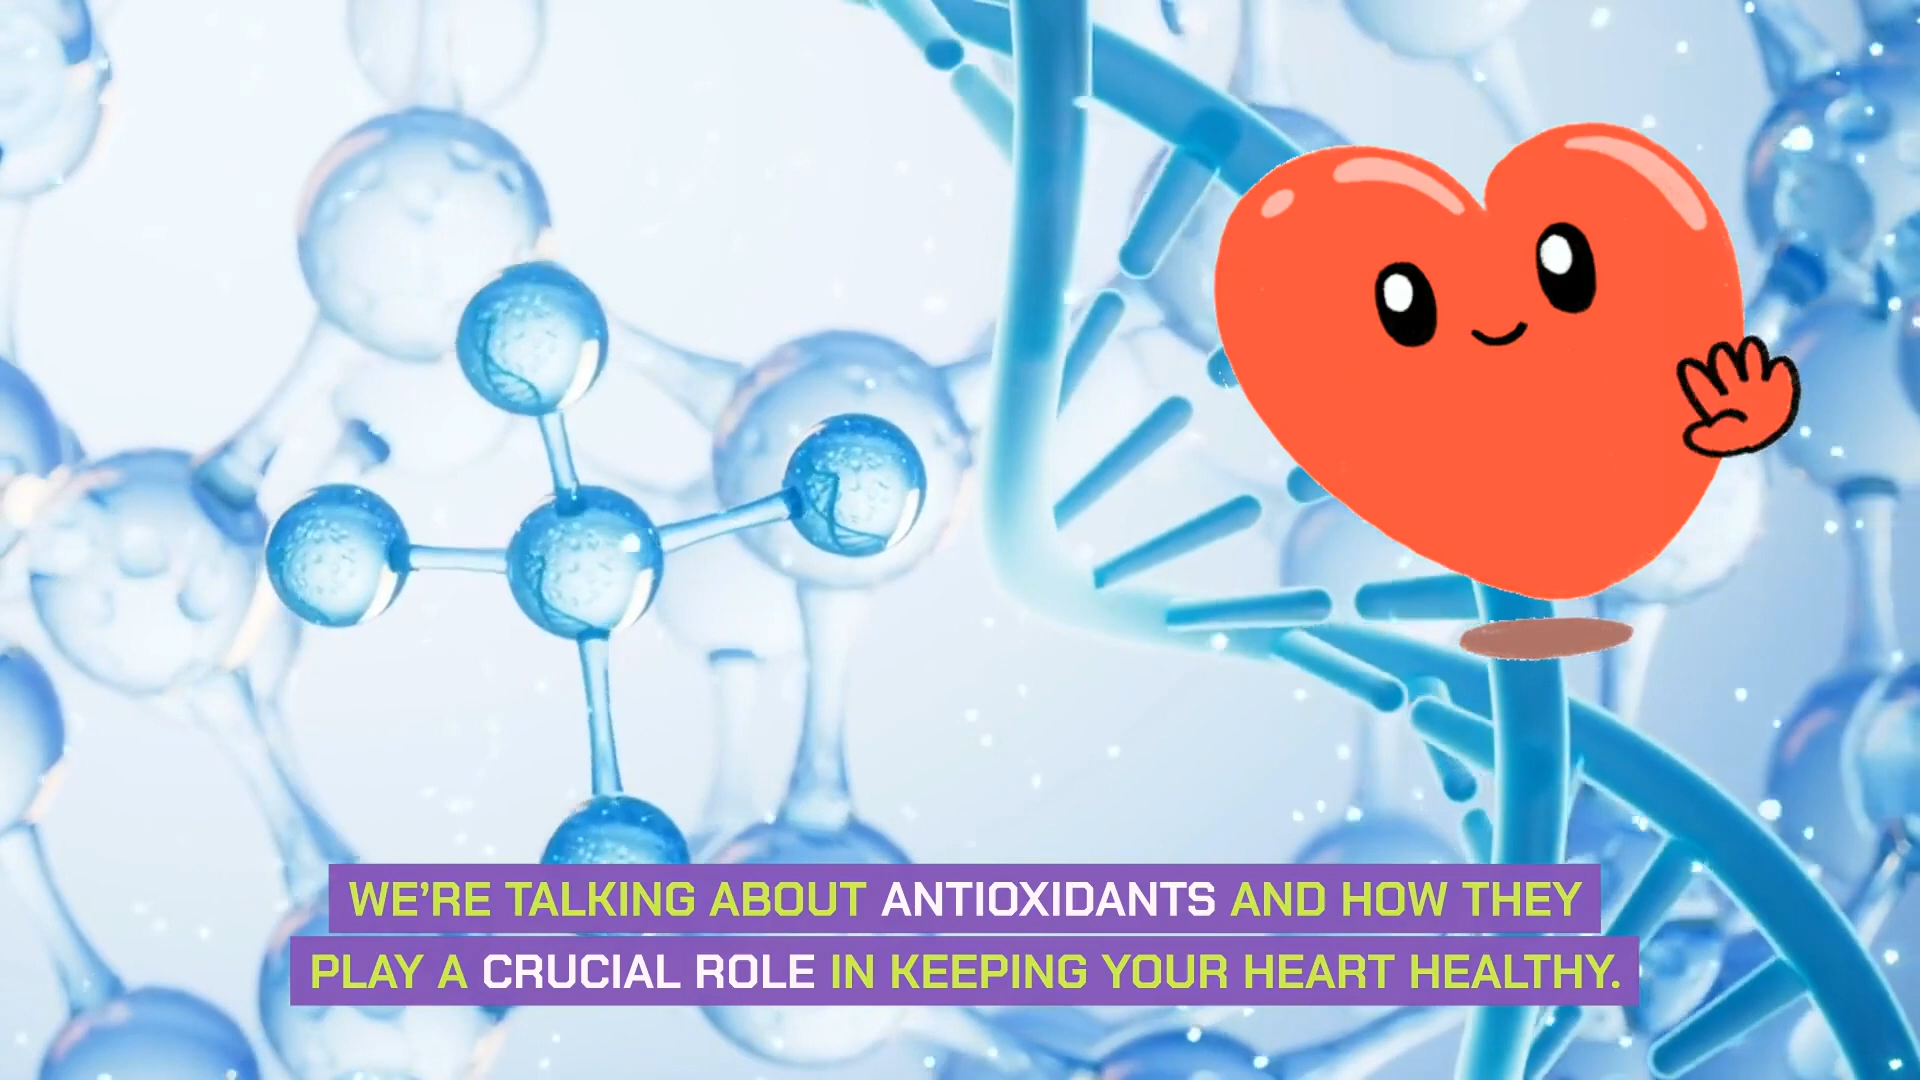 WE’RE TALKING ABOUT ANTIOXIDANTS AND HOW THEY
PLAY A CRUCIAL ROLE IN KEEPING YOUR HEART HEALTHY.